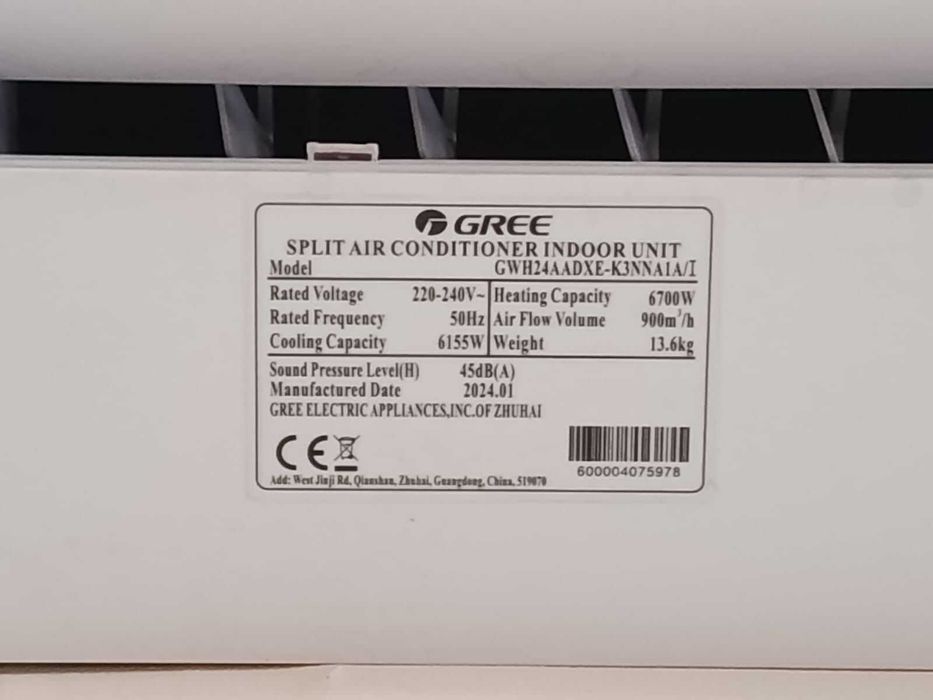 GREE
SPLIT AIR CONDITIONER INDOOR UNIT
Model GWH24AADXE-K3NNA1A/I
Rated Voltage 220-240V~ Heating Capacity 6700W
Rated Frequency 50Hz Air Flow Volume 900m³/h
Cooling Capacity 6155W Weight 13.6kg
Sound Pressure Level(H) 45dB(A)
Manufactured Date 2024.01
GREE ELECTRIC APPLIANCES,INC.OF ZHUHAI
CE
600004075978
Add: West Jinji Rd, Qianshan, Zhuhai, Guangdong, China, 519070